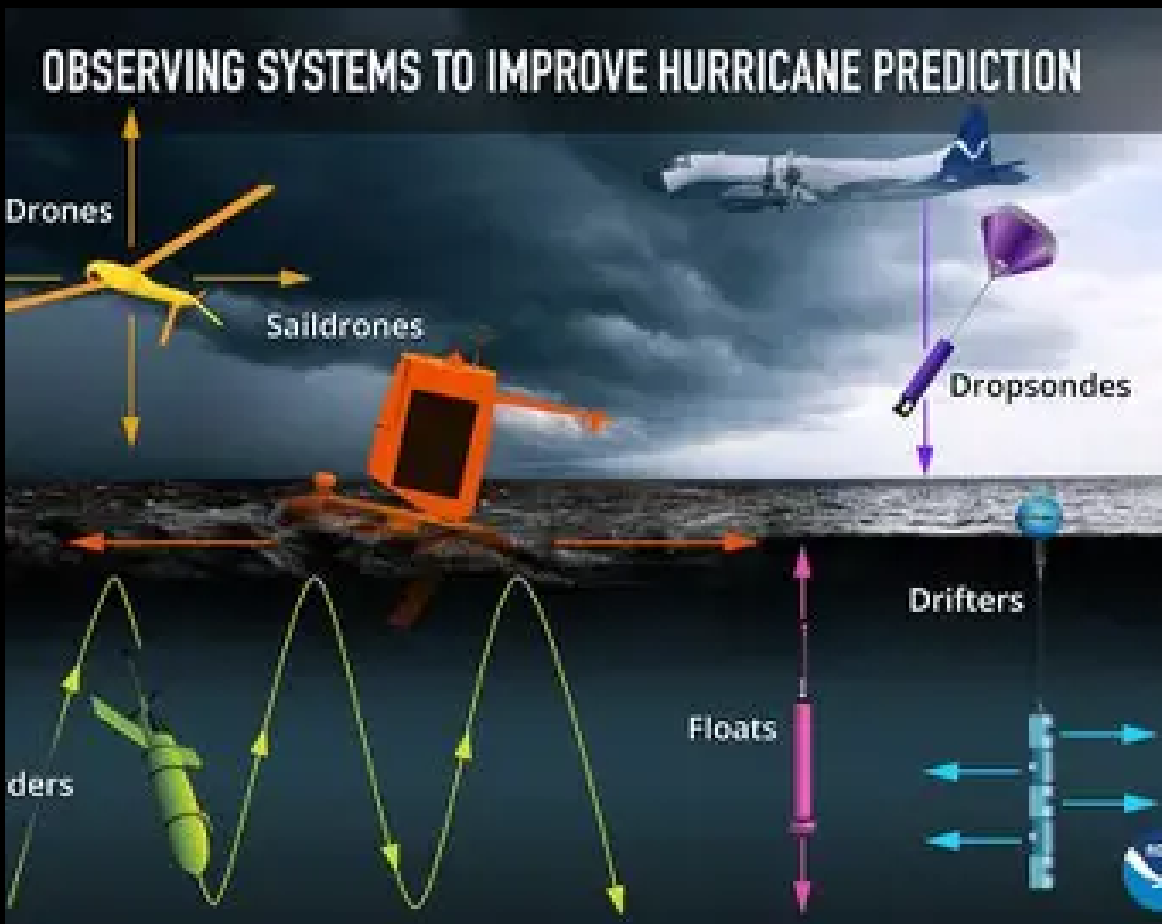 OBSERVING SYSTEMS TO IMPROVE HURRICANE PREDICTION
Drones
Saildrones
Dropsondes
Drifters
Floats
ders